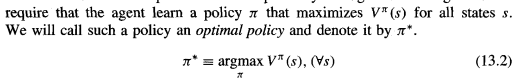 require that the agent learn a policy π that maximizes V^π(s) for all states s.
We will call such a policy an optimal policy and denote it by π*.
π* ≡ argmax V^π(s), (∀s) (13.2)
π